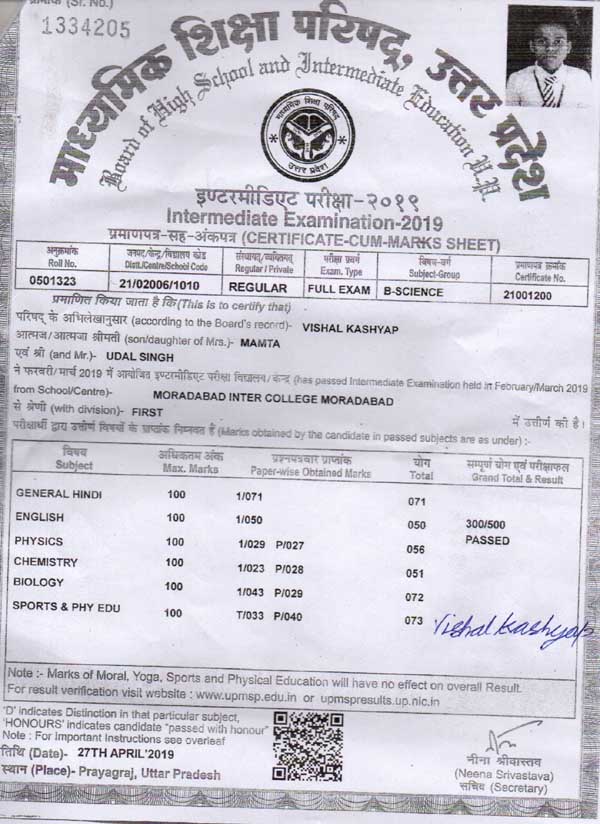 प्रमांक (Sr. No.)
1334205
माध्यमिक शिक्षा परिषद्, उत्तर प्रदेश
Board of High School and Intermediate Education U.P.
माध्यमिक शिक्षा परिषद्
उत्तर प्रदेश
इण्टरमीडिएट परीक्षा-२०१९
Intermediate Examination-2019
प्रमाणपत्र-सह-अंकपत्र (CERTIFICATE-CUM-MARKS SHEET)
अनुक्रमांक जनपद/केन्द्र/विद्यालय कोड संस्थागत/व्यक्तिगत परीक्षा प्रवर्ग विषय-वर्ग प्रमाणपत्र क्रमांक
Roll No. Distt./Centre/School Code Regular / Private Exam. Type Subject-Group Certificate No.
0501323 21/02006/1010 REGULAR FULL EXAM B-SCIENCE 21001200
प्रमाणित किया जाता है कि (This is to certify that)
परिषद् के अभिलेखानुसार (according to the Board's record)- VISHAL KASHYAP
आत्मज/आत्मजा श्रीमती (son/daughter of Mrs.)- MAMTA
एवं श्री (and Mr.)- UDAL SINGH
ने फरवरी/ मार्च 2019 में आयोजित इण्टरमीडिएट परीक्षा विद्यालय/ केन्द्र (has passed Intermediate Examination held in February/March 2019
from School/Centre)- MORADABAD INTER COLLEGE MORADABAD
से श्रेणी (with division)- FIRST में उत्तीर्ण की है।
परीक्षार्थी द्वारा उत्तीर्ण विषयों के प्राप्तांक निम्नवत हैं (Marks obtained by the candidate in passed subjects are as under) :-
विषय अधिकतम अंक प्रश्नपत्रवार प्राप्तांक योग सम्पूर्ण योग एवं परीक्षाफल
Subject Max. Marks Paper-wise Obtained Marks Total Grand Total & Result
GENERAL HINDI 100 1/071 071
ENGLISH 100 1/050 050 300/500
PHYSICS 100 1/029 P/027 056 PASSED
CHEMISTRY 100 1/023 P/028 051
BIOLOGY 100 1/043 P/029 072
SPORTS & PHY EDU 100 T/033 P/040 073
Vishal Kashyap
Note :- Marks of Moral, Yoga, Sports and Physical Education will have no effect on overall Result.
For result verification visit website : www.upmsp.edu.in or upmspresults.up.nic.in
'D' indicates Distinction in that particular subject,
'HONOURS' indicates candidate "passed with honour"
Note : For Important Instructions see overleaf
तिथि (Date)- 27TH APRIL'2019
स्थान (Place)- Prayagraj, Uttar Pradesh
नीना श्रीवास्तव
(Neena Srivastava)
सचिव (Secretary)